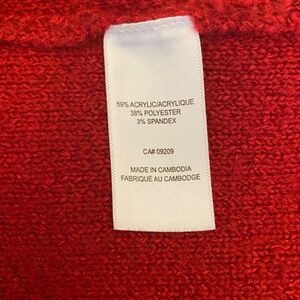 59% ACRYLIC/ACRYLIQUE
38% POLYESTER
3% SPANDEX
CA# 09209
MADE IN CAMBODIA
FABRIQUÉ AU CAMBODGE